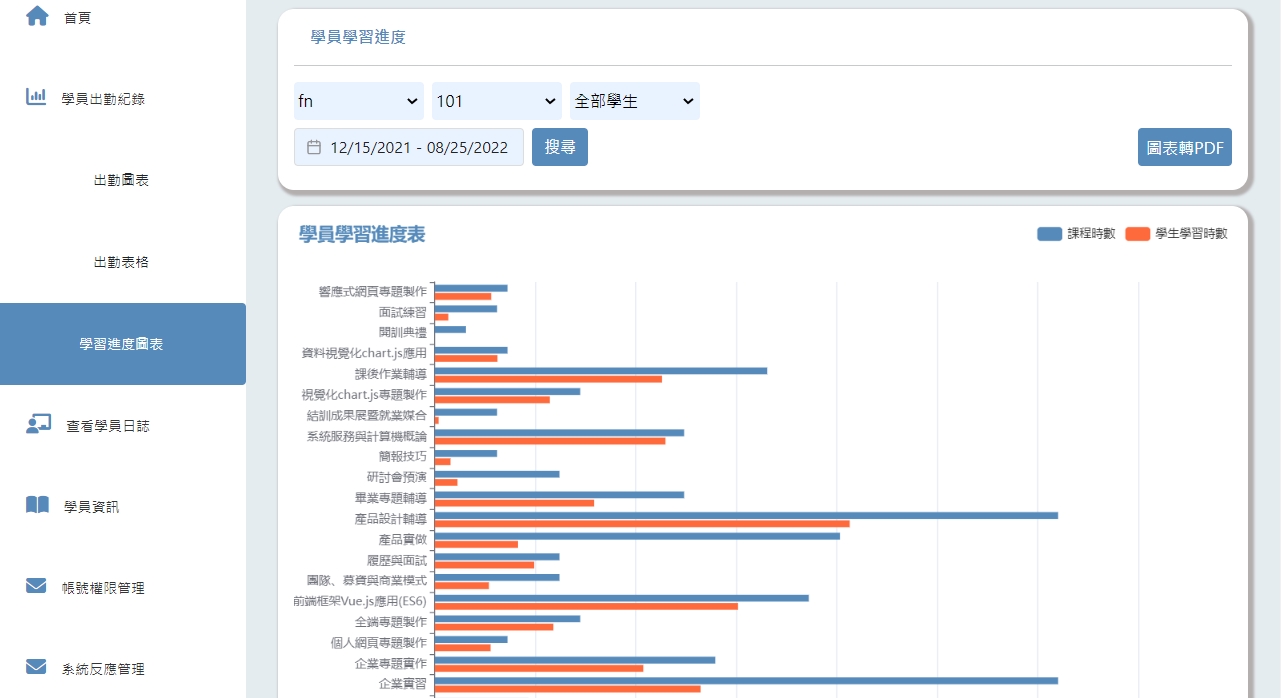 首頁
學員出勤紀錄
出勤圖表
出勤表格
學習進度圖表
查看學員日誌
學員資訊
帳號權限管理
系統反應管理
學員學習進度
fn
101
全部學生
12/15/2021 - 08/25/2022
搜尋
圖表轉PDF
學員學習進度表
課程時數
學生學習時數
響應式網頁專題製作
面試練習
開訓典禮
資料視覺化chart.js應用
課後作業輔導
視覺化chart.js專題製作
結訓成果展暨就業媒合
系統服務與計算機概論
簡報技巧
研討會預演
畢業專題輔導
產品設計輔導
產品實做
履歷與面試
團隊、募資與商業模式
前端框架Vue.js應用(ES6)
全端專題製作
個人網頁專題製作
企業專題實作
企業實習